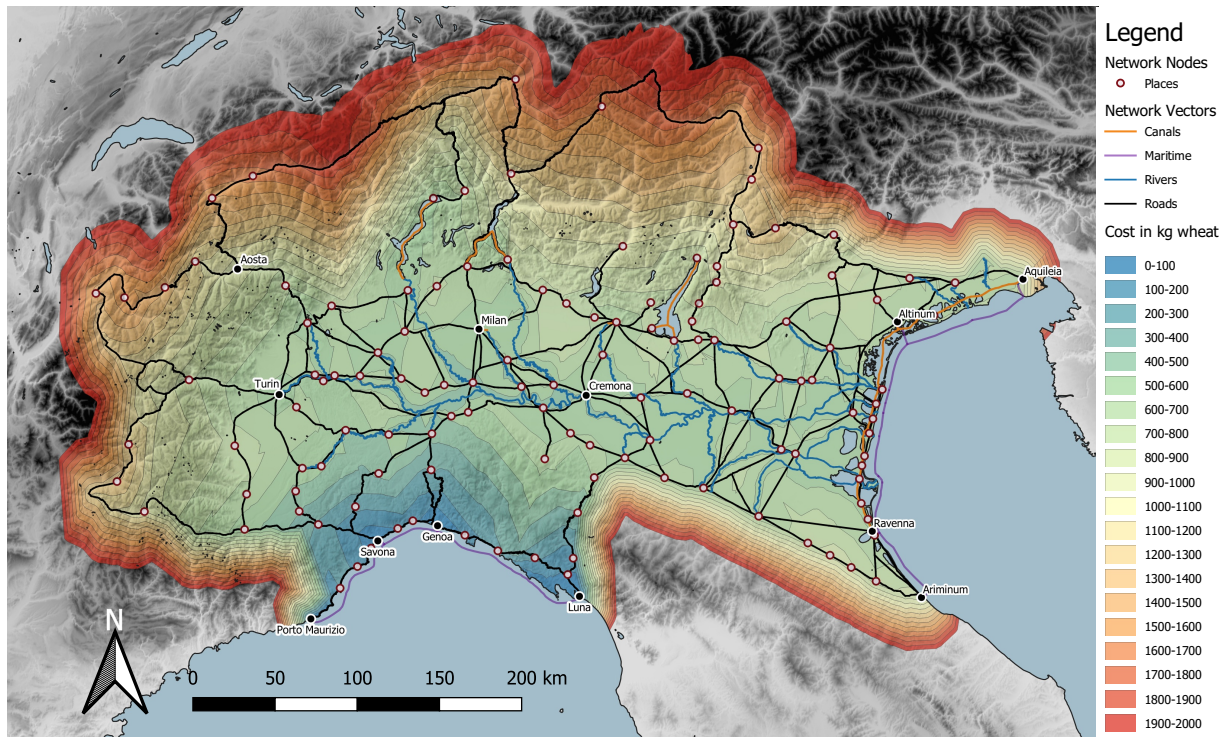 Legend
Network Nodes
Places
Network Vectors
Canals
Maritime
Rivers
Roads
Cost in kg wheat
0-100
100-200
200-300
300-400
400-500
500-600
600-700
700-800
800-900
900-1000
1000-1100
1100-1200
1200-1300
1300-1400
1400-1500
1500-1600
1600-1700
1700-1800
1800-1900
1900-2000
Aosta
Aquileia
Milan
Altinum
Turin
Cremona
Ravenna
Genoa
Savona
Ariminum
Luna
Porto Maurizio
N
0 50 100 150 200 km